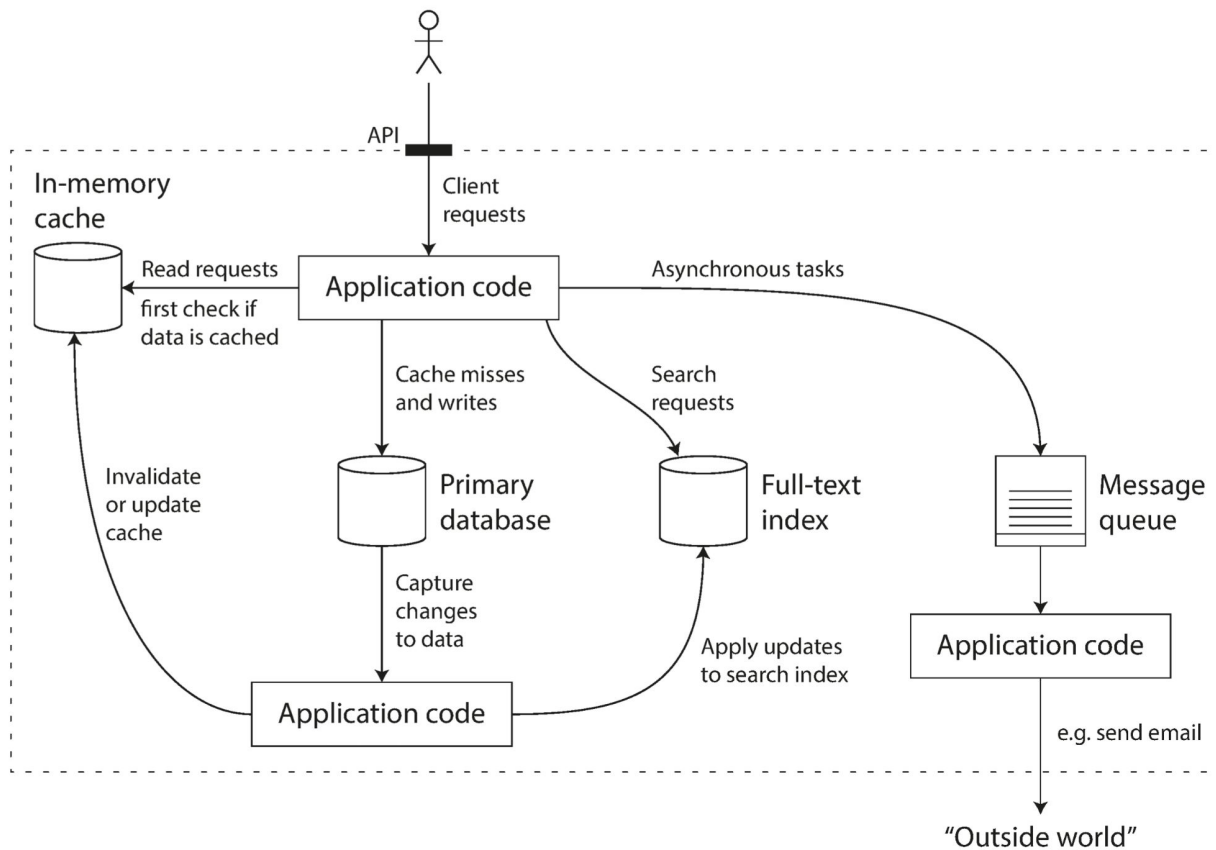 API
In-memory
cache
Client
requests
Read requests
first check if
data is cached
Application code
Asynchronous tasks
Cache misses
and writes
Search
requests
Invalidate
or update
cache
Primary
database
Full-text
index
Message
queue
Capture
changes
to data
Apply updates
to search index
Application code
Application code
e.g. send email
“Outside world”